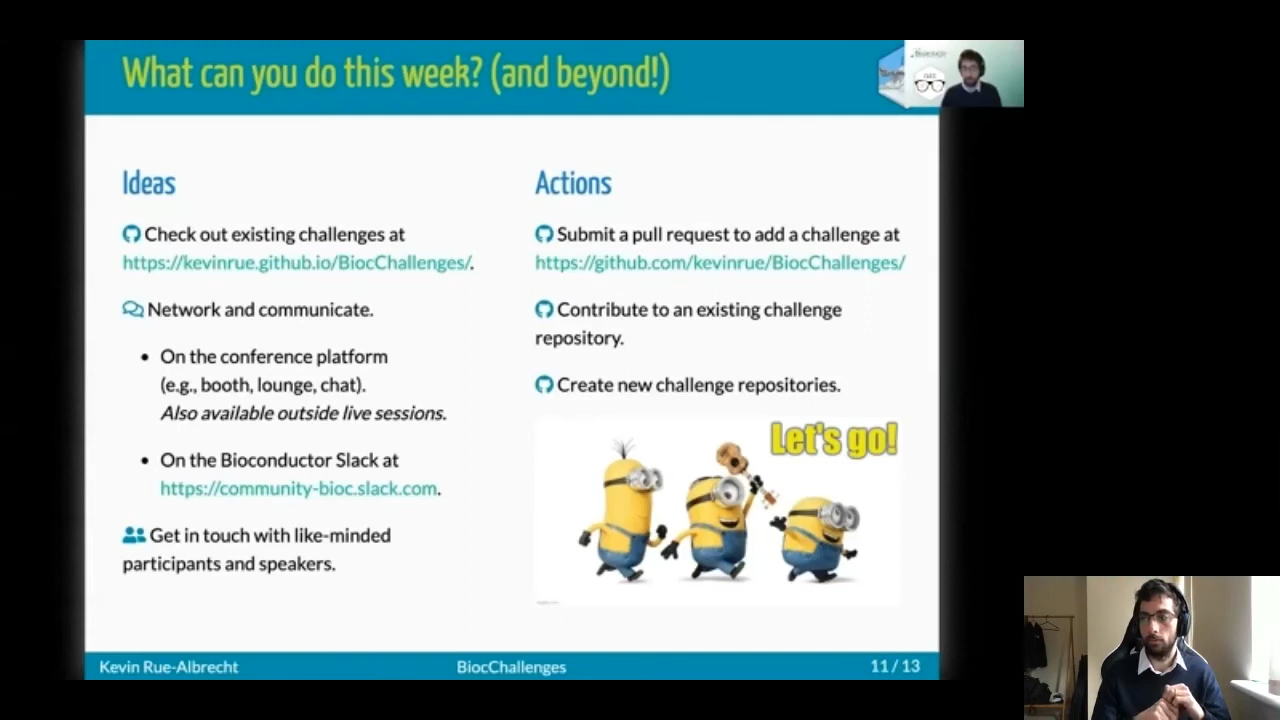 What can you do this week? (and beyond!)
Ideas
Check out existing challenges at
https://kevinrue.github.io/BiocChallenges/.
Network and communicate.
• On the conference platform
(e.g., booth, lounge, chat).
Also available outside live sessions.
• On the Bioconductor Slack at
https://community-bioc.slack.com.
Get in touch with like-minded
participants and speakers.
Actions
Submit a pull request to add a challenge at
https://github.com/kevinrue/BiocChallenges/
Contribute to an existing challenge
repository.
Create new challenge repositories.
Let's go!
Kevin Rue-Albrecht
BiocChallenges
11 / 13